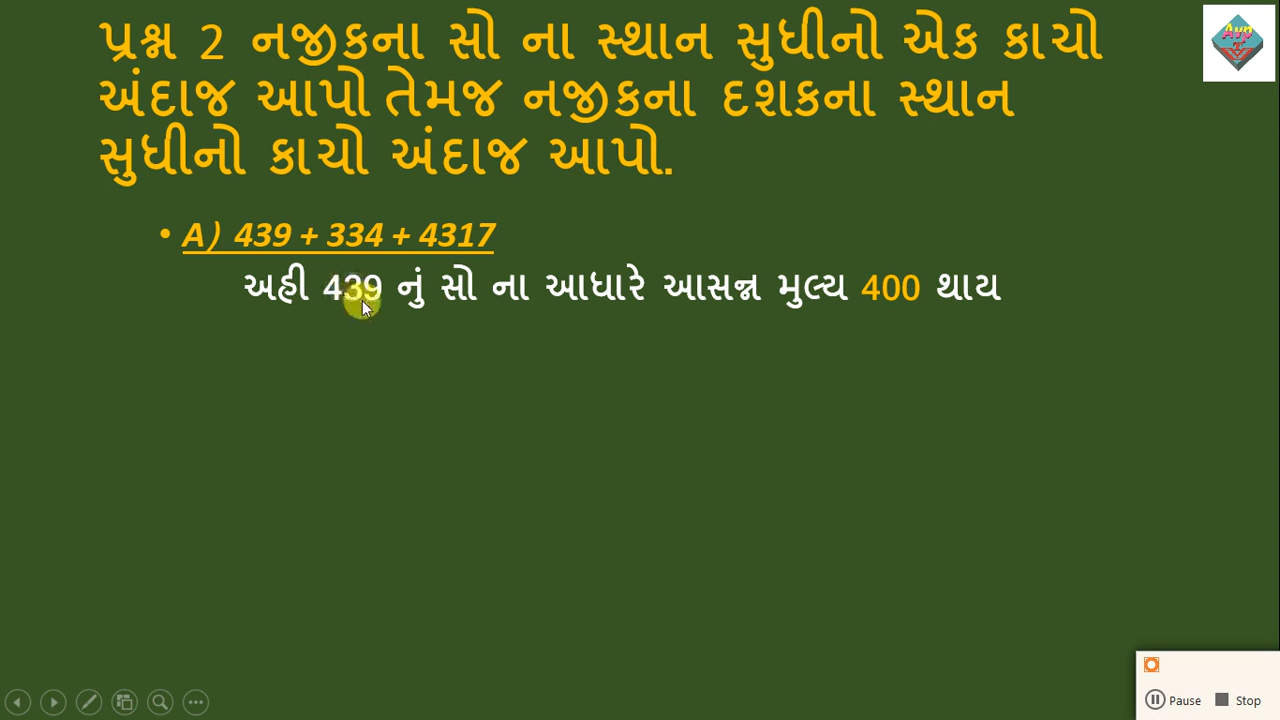 પ્રશ્ન 2 નજીકના સો ના સ્થાન સુધીનો એક કાચો
અંદાજ આપો તેમજ નજીકના દશકના સ્થાન
સુધીનો કાચો અંદાજ આપો.
• A) 439 + 334 + 4317
અહી 439 નું સો ના આધારે આસન્ન મુલ્ય 400 થાય
Pause Stop